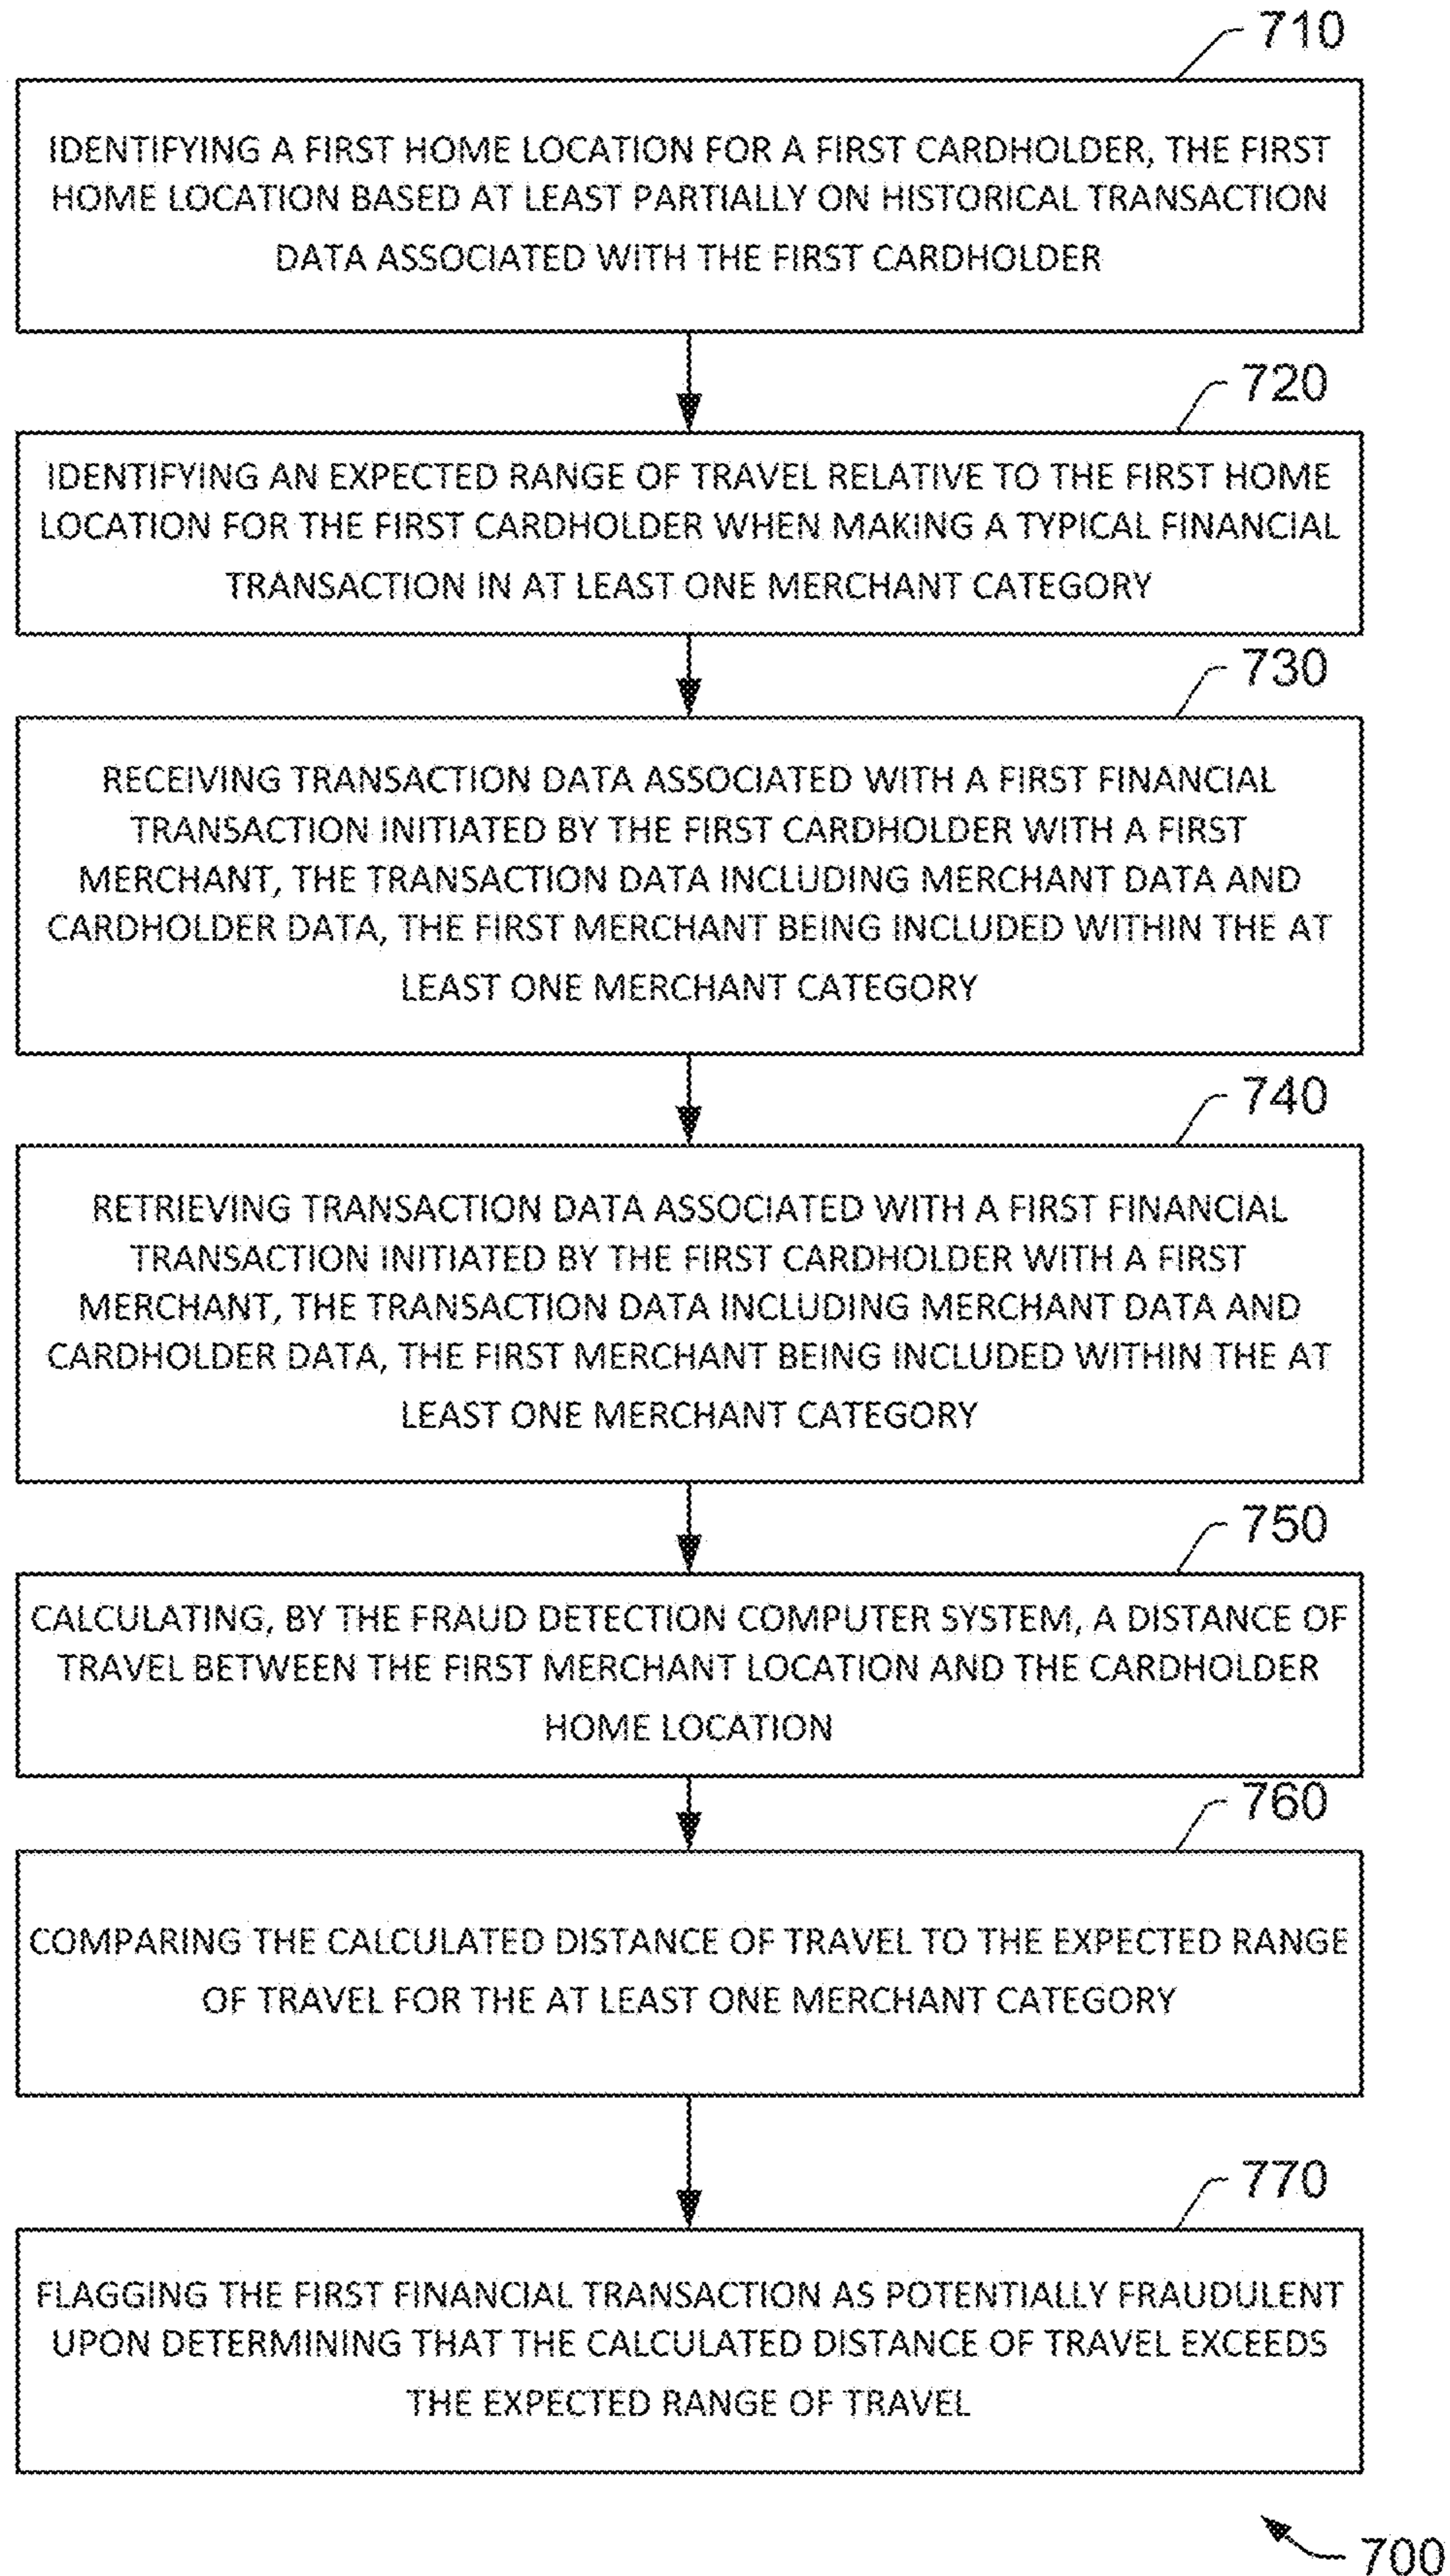 710
IDENTIFYING A FIRST HOME LOCATION FOR A FIRST CARDHOLDER, THE FIRST
HOME LOCATION BASED AT LEAST PARTIALLY ON HISTORICAL TRANSACTION
DATA ASSOCIATED WITH THE FIRST CARDHOLDER
720
IDENTIFYING AN EXPECTED RANGE OF TRAVEL RELATIVE TO THE FIRST HOME
LOCATION FOR THE FIRST CARDHOLDER WHEN MAKING A TYPICAL FINANCIAL
TRANSACTION IN AT LEAST ONE MERCHANT CATEGORY
730
RECEIVING TRANSACTION DATA ASSOCIATED WITH A FIRST FINANCIAL
TRANSACTION INITIATED BY THE FIRST CARDHOLDER WITH A FIRST
MERCHANT, THE TRANSACTION DATA INCLUDING MERCHANT DATA AND
CARDHOLDER DATA, THE FIRST MERCHANT BEING INCLUDED WITHIN THE AT
LEAST ONE MERCHANT CATEGORY
740
RETRIEVING TRANSACTION DATA ASSOCIATED WITH A FIRST FINANCIAL
TRANSACTION INITIATED BY THE FIRST CARDHOLDER WITH A FIRST
MERCHANT, THE TRANSACTION DATA INCLUDING MERCHANT DATA AND
CARDHOLDER DATA, THE FIRST MERCHANT BEING INCLUDED WITHIN THE AT
LEAST ONE MERCHANT CATEGORY
750
CALCULATING, BY THE FRAUD DETECTION COMPUTER SYSTEM, A DISTANCE OF
TRAVEL BETWEEN THE FIRST MERCHANT LOCATION AND THE CARDHOLDER
HOME LOCATION
760
COMPARING THE CALCULATED DISTANCE OF TRAVEL TO THE EXPECTED RANGE
OF TRAVEL FOR THE AT LEAST ONE MERCHANT CATEGORY
770
FLAGGING THE FIRST FINANCIAL TRANSACTION AS POTENTIALLY FRAUDULENT
UPON DETERMINING THAT THE CALCULATED DISTANCE OF TRAVEL EXCEEDS
THE EXPECTED RANGE OF TRAVEL
700